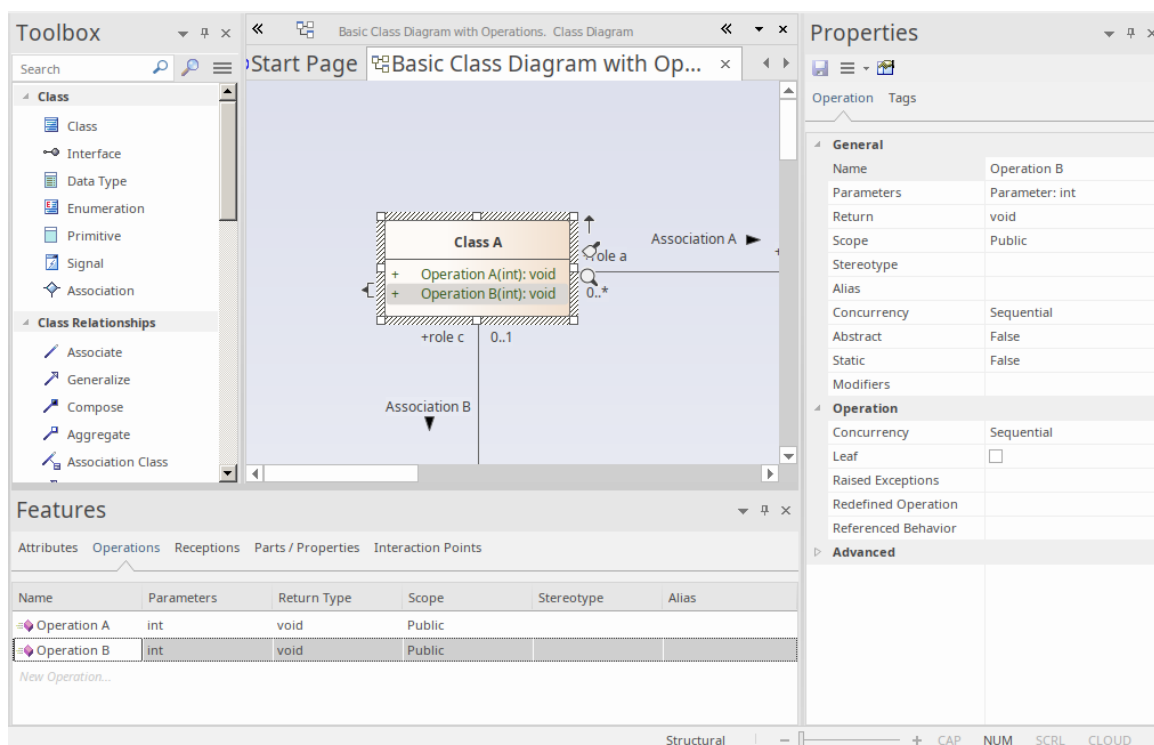 Toolbox
Search
Class
Class
Interface
Data Type
Enumeration
Primitive
Signal
Association
Class Relationships
Associate
Generalize
Compose
Aggregate
Association Class
Basic Class Diagram with Operations. Class Diagram
Start Page
Basic Class Diagram with Op...
Class A
+ Operation A(int): void
+ Operation B(int): void
Association A
role a
+
0..*
+role c 0..1
Association B
Properties
Operation Tags
General
Name Operation B
Parameters Parameter: int
Return void
Scope Public
Stereotype
Alias
Concurrency Sequential
Abstract False
Static False
Modifiers
Operation
Concurrency Sequential
Leaf
Raised Exceptions
Redefined Operation
Referenced Behavior
Advanced
Features
Attributes Operations Receptions Parts / Properties Interaction Points
Name Parameters Return Type Scope Stereotype Alias
Operation A int void Public
Operation B int void Public
New Operation...
Structural CAP NUM SCRL CLOUD